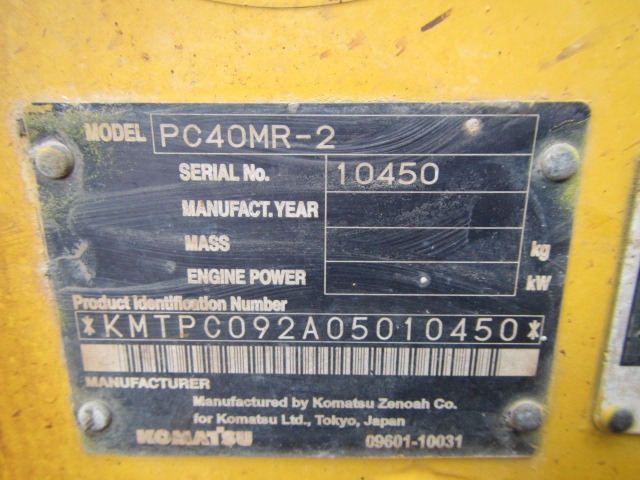 MODEL PC40MR-2
SERIAL No. 10450
MANUFACT. YEAR
MASS kg
ENGINE POWER kW
Product Identification Number
*KMTPC092A05010450*
MANUFACTURER
Manufactured by Komatsu Zenoah Co.
for Komatsu Ltd., Tokyo, Japan
KOMATSU 09601-10031